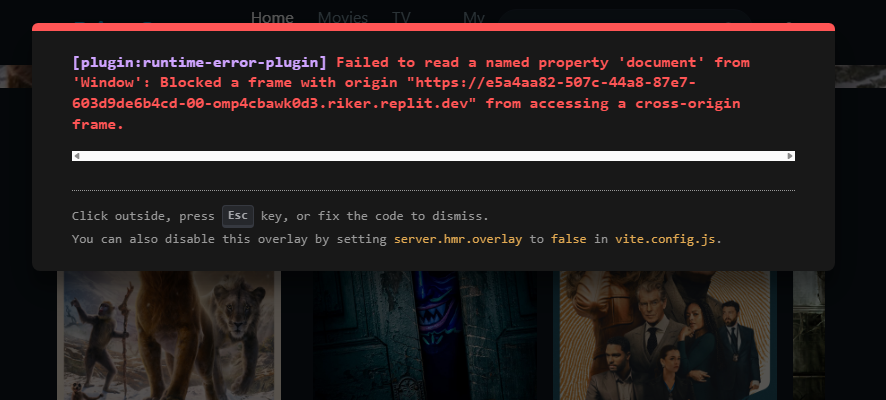 Home Movies TV My
[plugin:runtime-error-plugin] Failed to read a named property 'document' from
'Window': Blocked a frame with origin "https://e5a4aa82-507c-44a8-87e7-
603d9de6b4cd-00-omp4cbawk0d3.riker.replit.dev" from accessing a cross-origin
frame.
Click outside, press Esc key, or fix the code to dismiss.
You can also disable this overlay by setting server.hmr.overlay to false in vite.config.js.